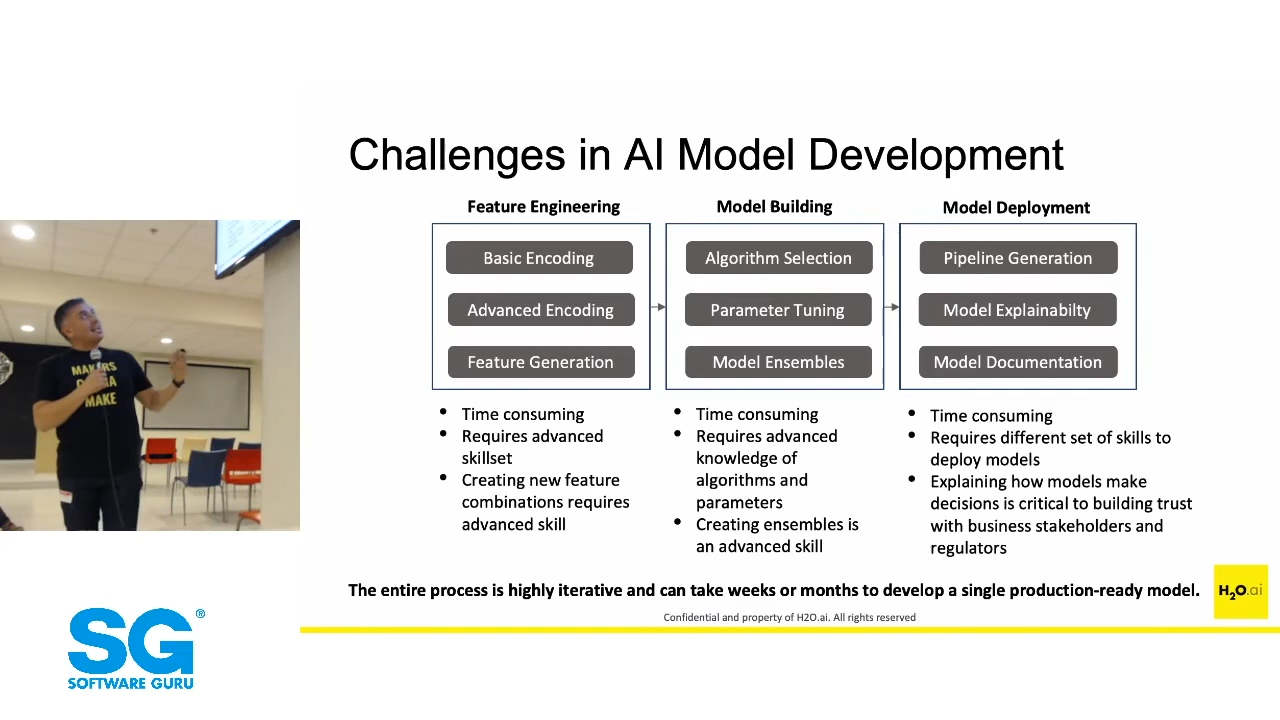 Challenges in AI Model Development
Feature Engineering
Basic Encoding
Advanced Encoding
Feature Generation
• Time consuming
• Requires advanced
skillset
• Creating new feature
combinations requires
advanced skill
Model Building
Algorithm Selection
Parameter Tuning
Model Ensembles
• Time consuming
• Requires advanced
knowledge of
algorithms and
parameters
• Creating ensembles is
an advanced skill
Model Deployment
Pipeline Generation
Model Explainabilty
Model Documentation
• Time consuming
• Requires different set of skills to
deploy models
• Explaining how models make
decisions is critical to building trust
with business stakeholders and
regulators
The entire process is highly iterative and can take weeks or months to develop a single production-ready model.
H2O.ai
Confidential and property of H2O.ai. All rights reserved
MAKERS
MAKE
SG®
SOFTWARE GURU